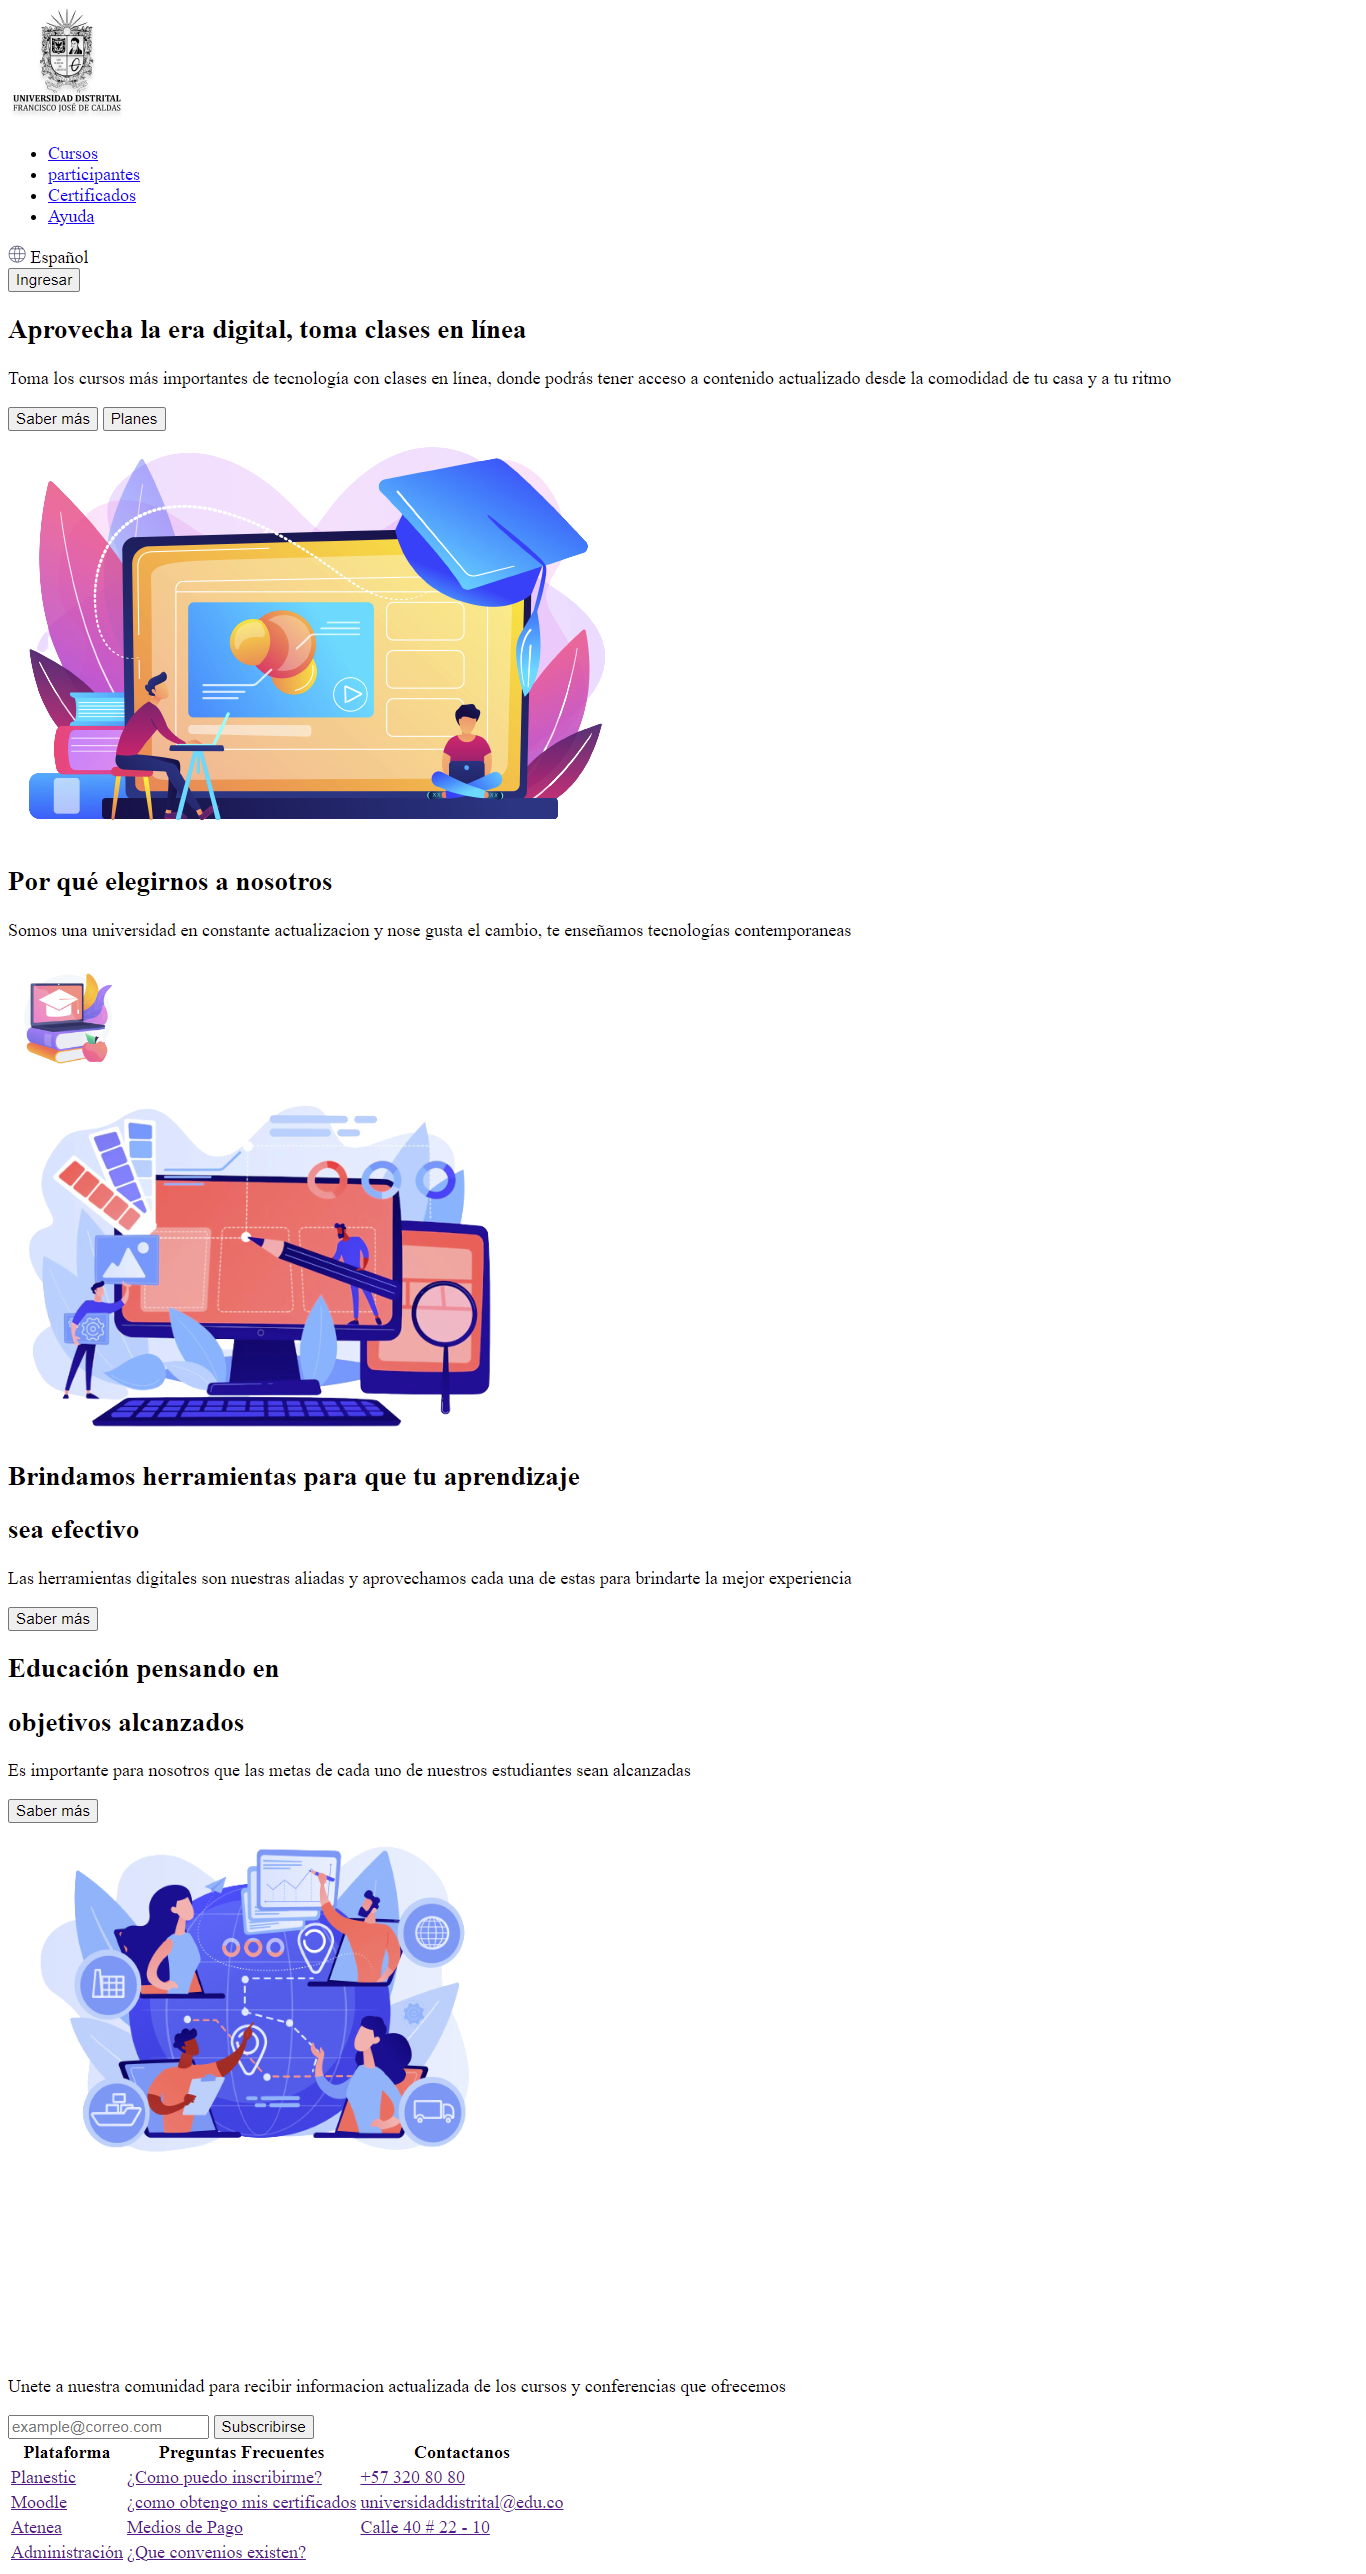 UNIVERSIDAD DISTRITAL
FRANCISCO JOSÉ DE CALDAS
Cursos
participantes
Certificados
Ayuda
Español
Ingresar
Aprovecha la era digital, toma clases en línea
Toma los cursos más importantes de tecnología con clases en línea, donde podrás tener acceso a contenido actualizado desde la comodidad de tu casa y a tu ritmo
Saber más Planes
Por qué elegirnos a nosotros
Somos una universidad en constante actualizacion y nose gusta el cambio, te enseñamos tecnologías contemporaneas
Brindamos herramientas para que tu aprendizaje
sea efectivo
Las herramientas digitales son nuestras aliadas y aprovechamos cada una de estas para brindarte la mejor experiencia
Saber más
Educación pensando en
objetivos alcanzados
Es importante para nosotros que las metas de cada uno de nuestros estudiantes sean alcanzadas
Saber más
Unete a nuestra comunidad para recibir informacion actualizada de los cursos y conferencias que ofrecemos
example@correo.com Subscribirse
Plataforma Preguntas Frecuentes Contactanos
Planestic ¿Como puedo inscribirme? +57 320 80 80
Moodle ¿como obtengo mis certificados universidaddistrital@edu.co
Atenea Medios de Pago Calle 40 # 22 - 10
Administración ¿Que convenios existen?